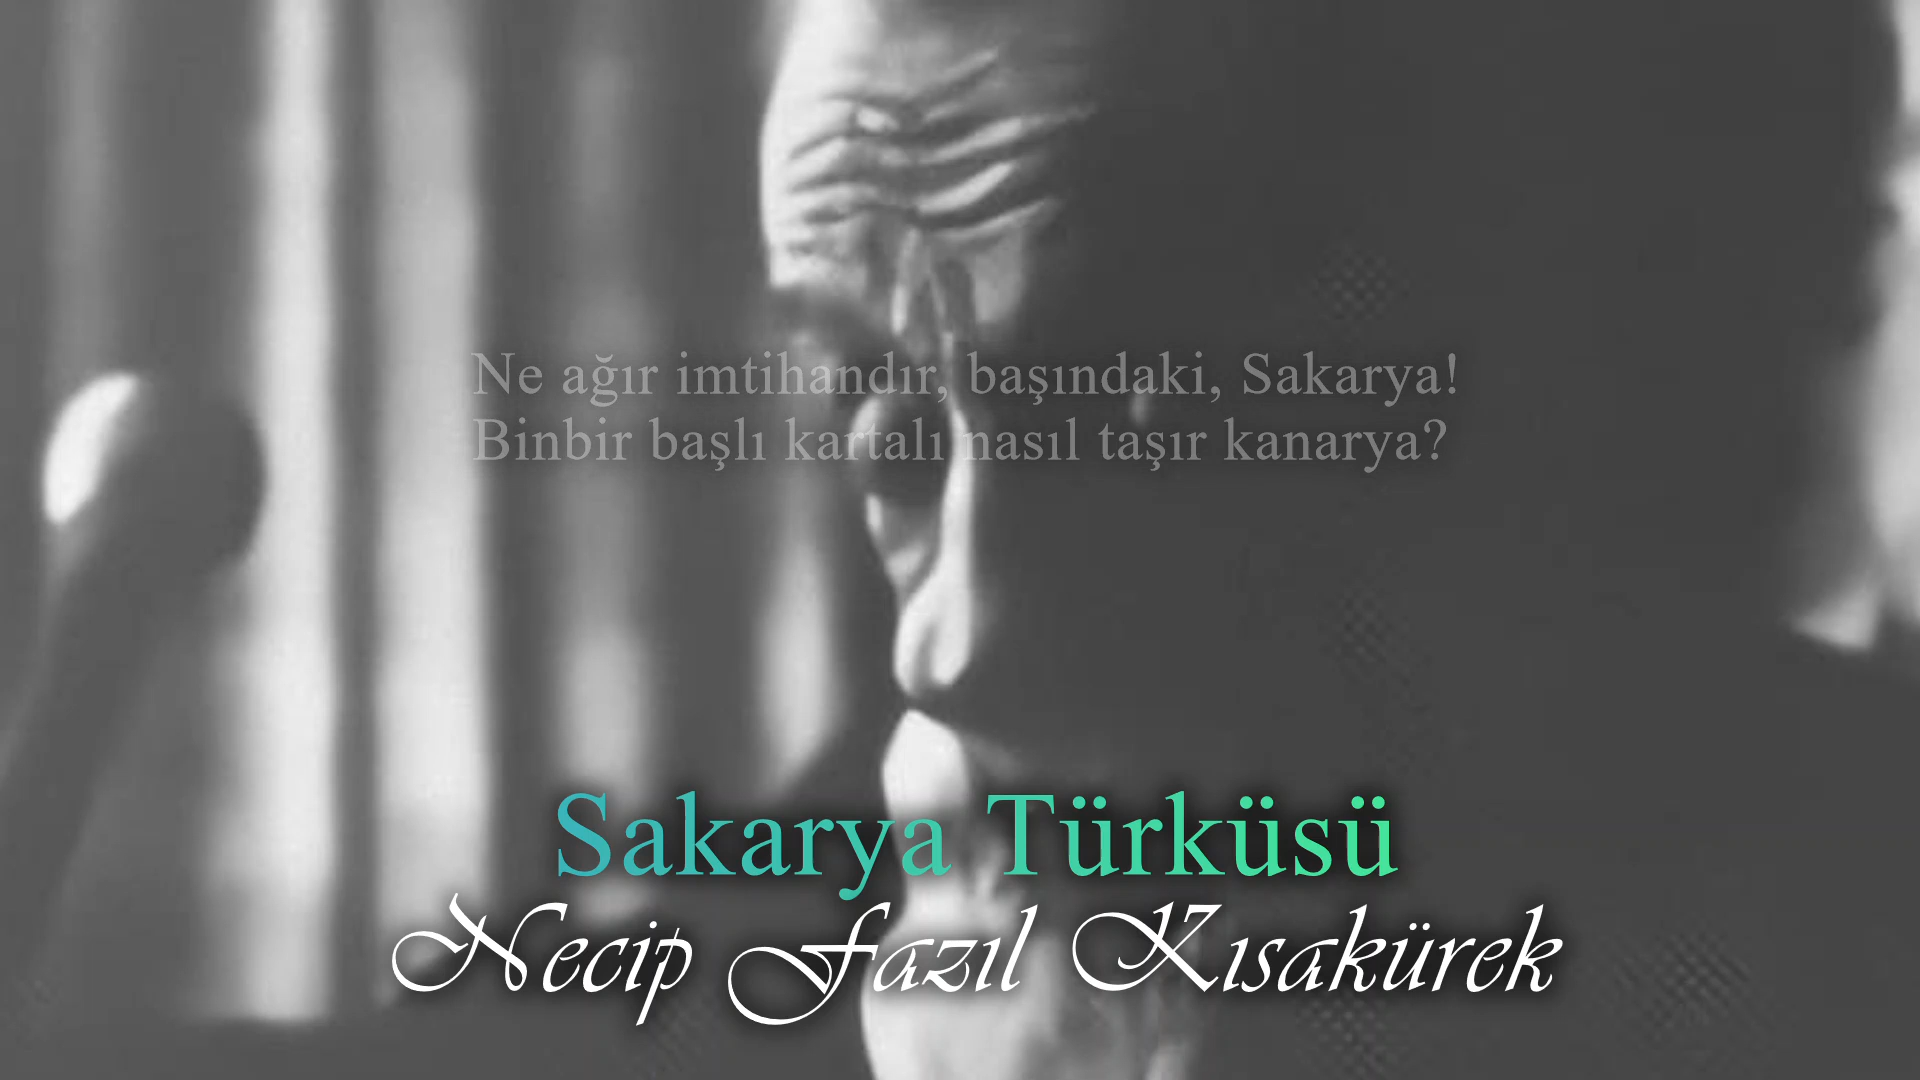 Ne ağır imtihandır, başındaki, Sakarya!
Binbir başlı kartalı nasıl taşır kanarya?
Sakarya Türküsü
Necip Fazıl Kısakürek